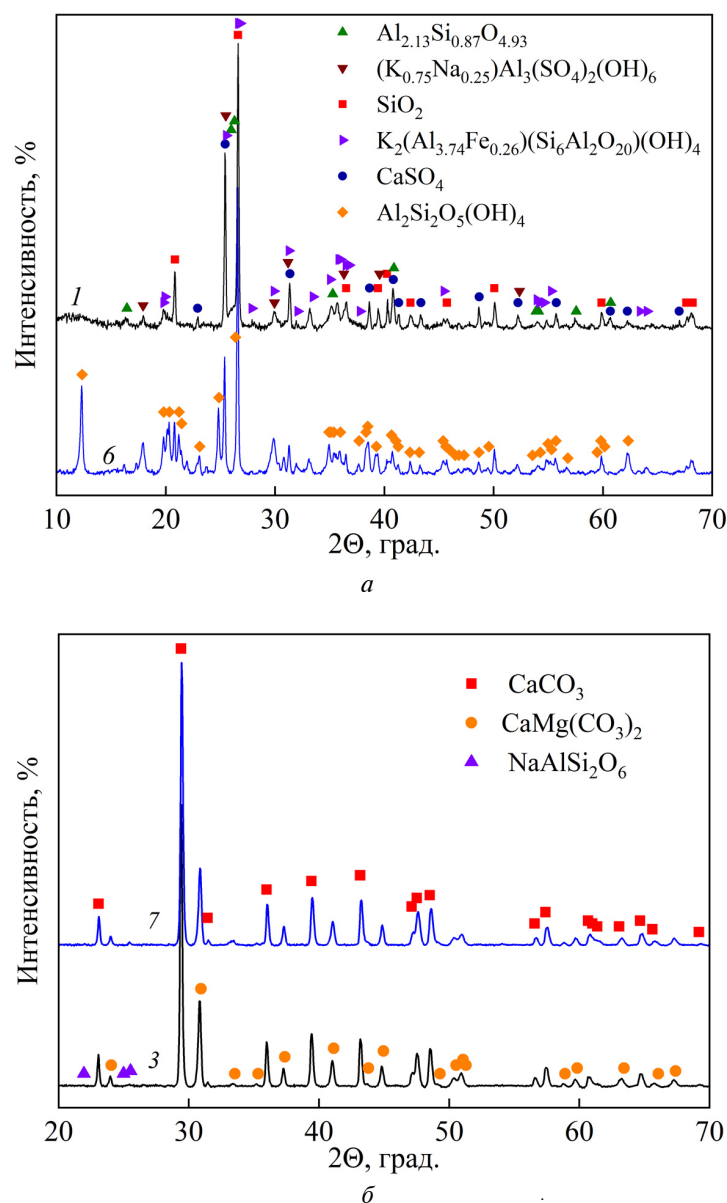 Al₂.₁₃Si₀.₈₇O₄.₉₃
(K₀.₇₅Na₀.₂₅)Al₃(SO₄)₂(OH)₆
SiO₂
K₂(Al₃.₇₄Fe₀.₂₆)(Si₆Al₂O₂₀)(OH)₄
CaSO₄
Al₂Si₂O₅(OH)₄
Интенсивность, %
1
6
10 20 30 40 50 60 70
2Θ, град.
а
CaCO₃
CaMg(CO₃)₂
NaAlSi₂O₆
Интенсивность, %
7
3
20 30 40 50 60 70
2Θ, град.
б